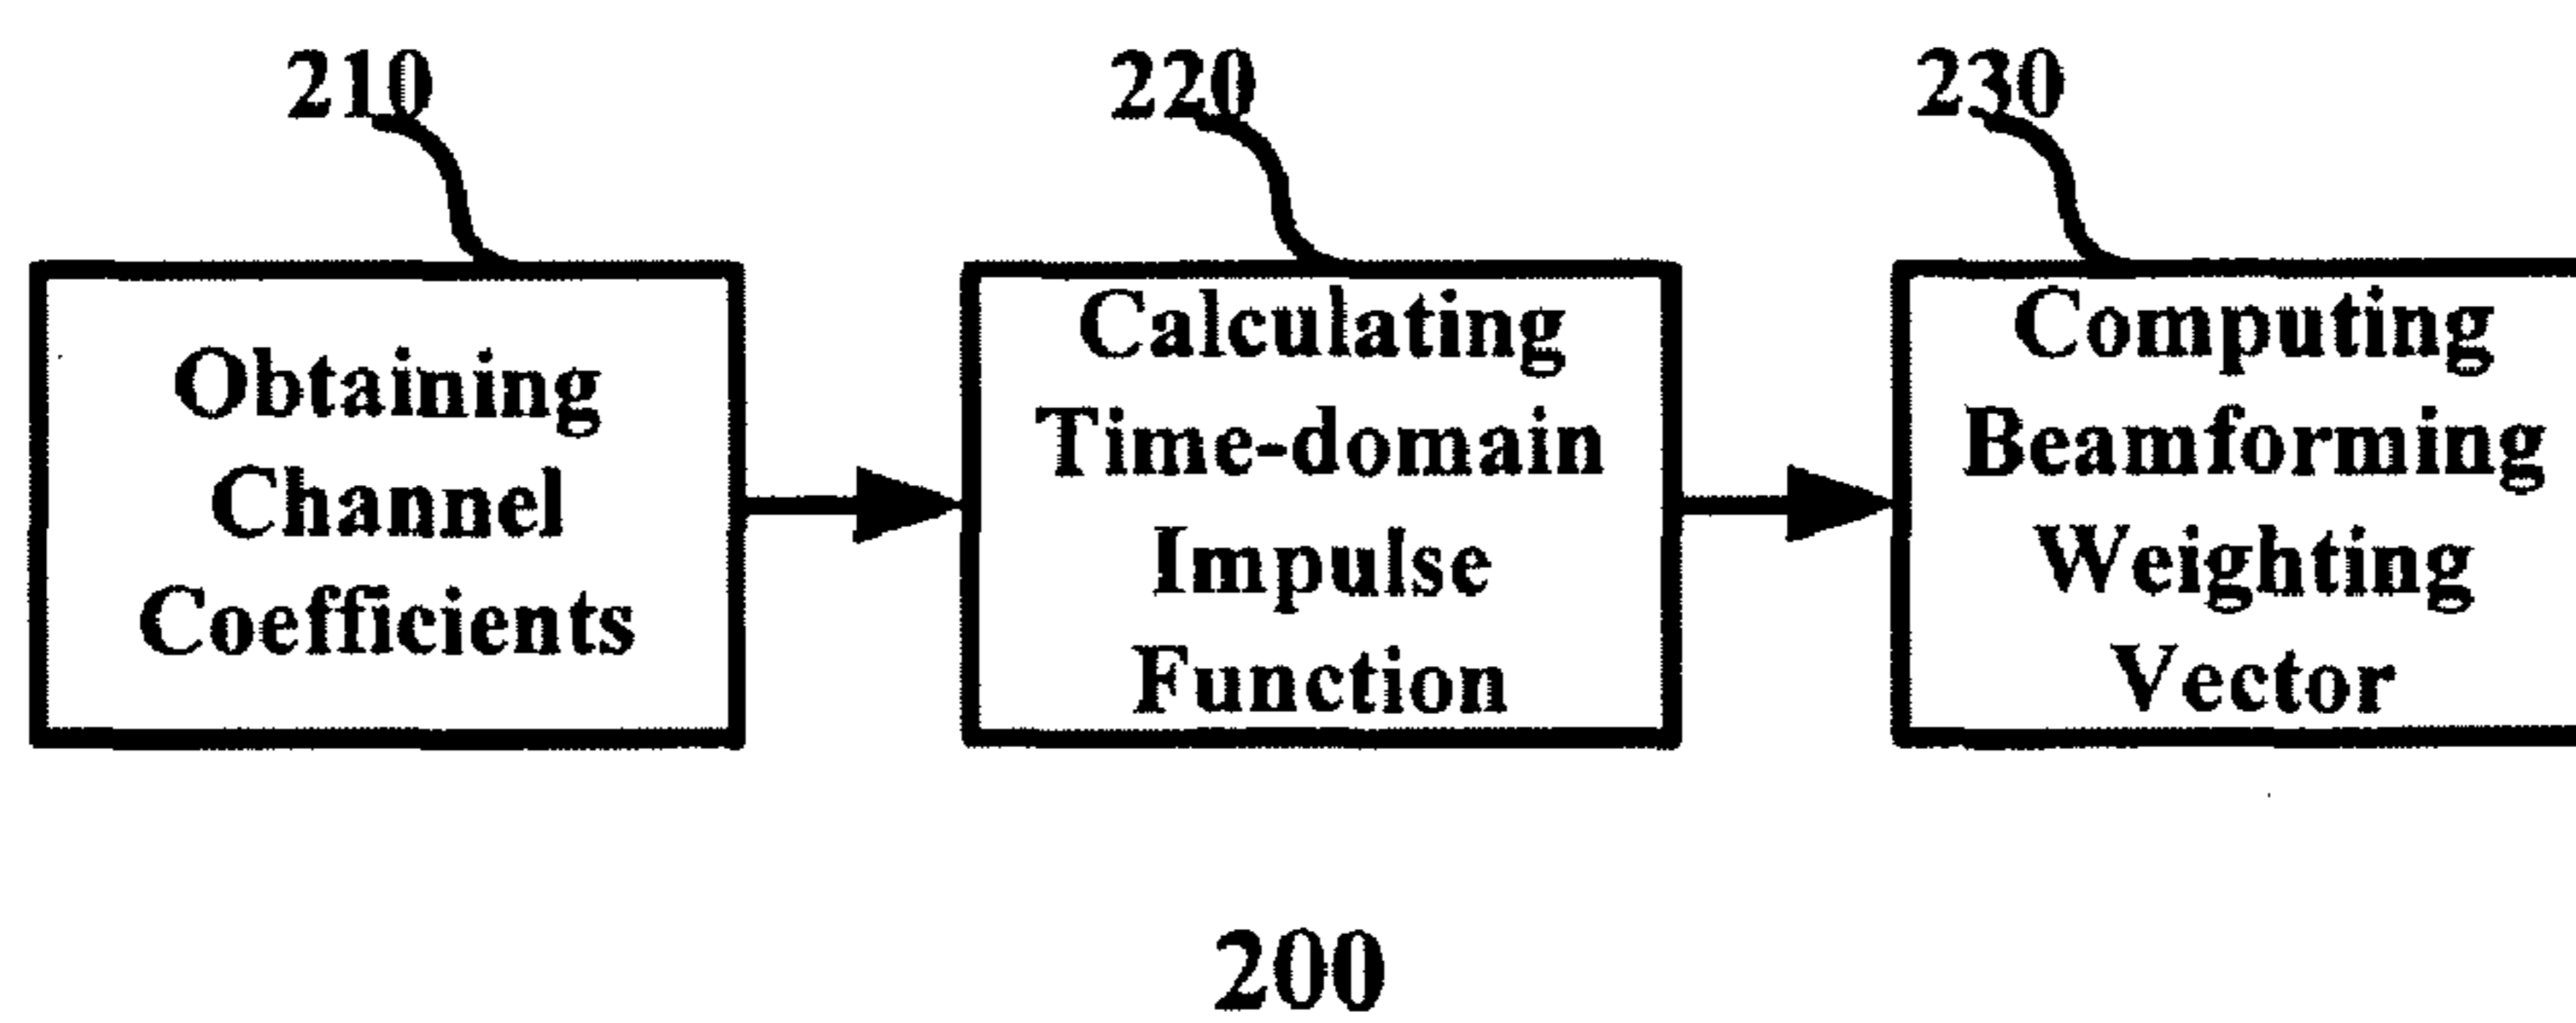 210
220
230
Obtaining
Channel
Coefficients
Calculating
Time-domain
Impulse
Function
Computing
Beamforming
Weighting
Vector
200